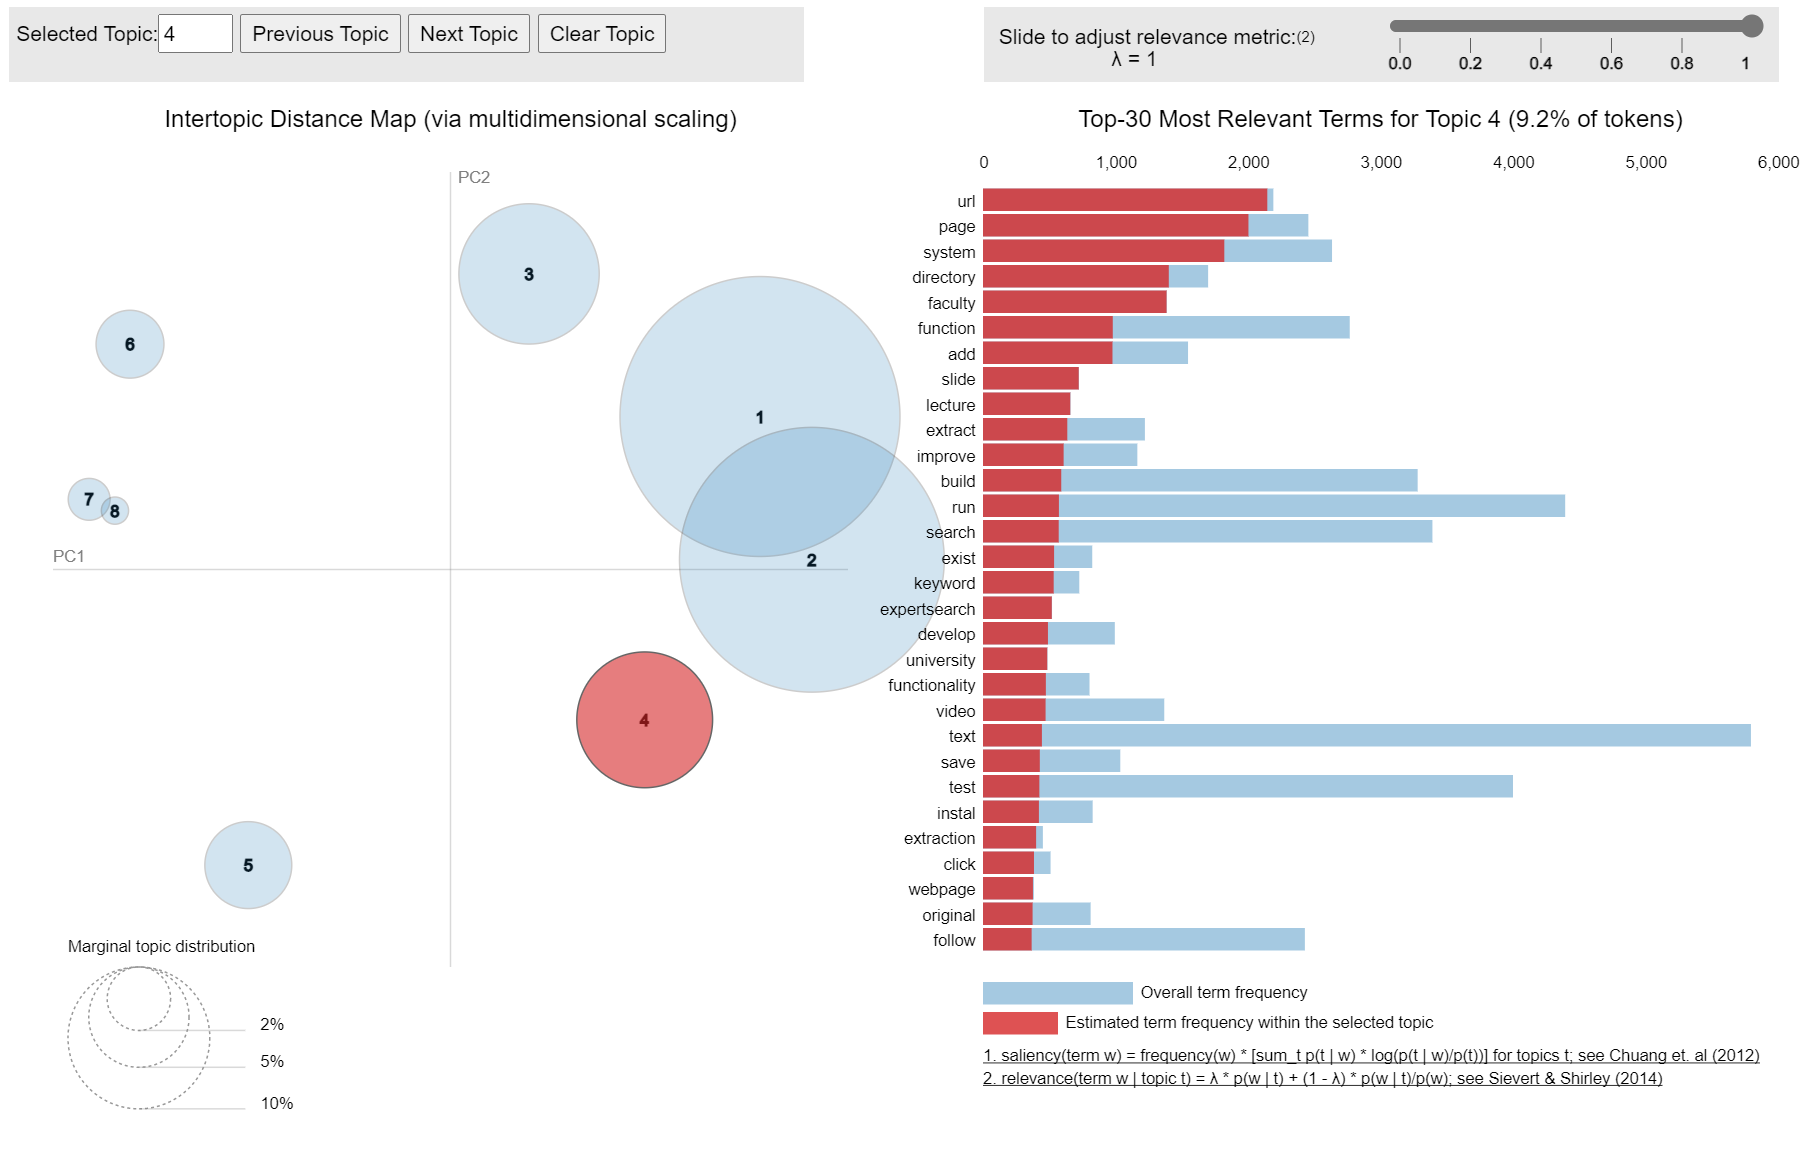 Selected Topic: 4 Previous Topic Next Topic Clear Topic
Slide to adjust relevance metric:(2)
λ = 1
0.0 0.2 0.4 0.6 0.8 1
Intertopic Distance Map (via multidimensional scaling)
PC2
PC1
1
2
3
4
5
6
7
8
Marginal topic distribution
2%
5%
10%
Top-30 Most Relevant Terms for Topic 4 (9.2% of tokens)
0 1,000 2,000 3,000 4,000 5,000 6,000
url
page
system
directory
faculty
function
add
slide
lecture
extract
improve
build
run
search
exist
keyword
expertsearch
develop
university
functionality
video
text
save
test
instal
extraction
click
webpage
original
follow
Overall term frequency
Estimated term frequency within the selected topic
1. saliency(term w) = frequency(w) * [sum_t p(t | w) * log(p(t | w)/p(t))] for topics t; see Chuang et. al (2012)
2. relevance(term w | topic t) = λ * p(w | t) + (1 - λ) * p(w | t)/p(w); see Sievert & Shirley (2014)